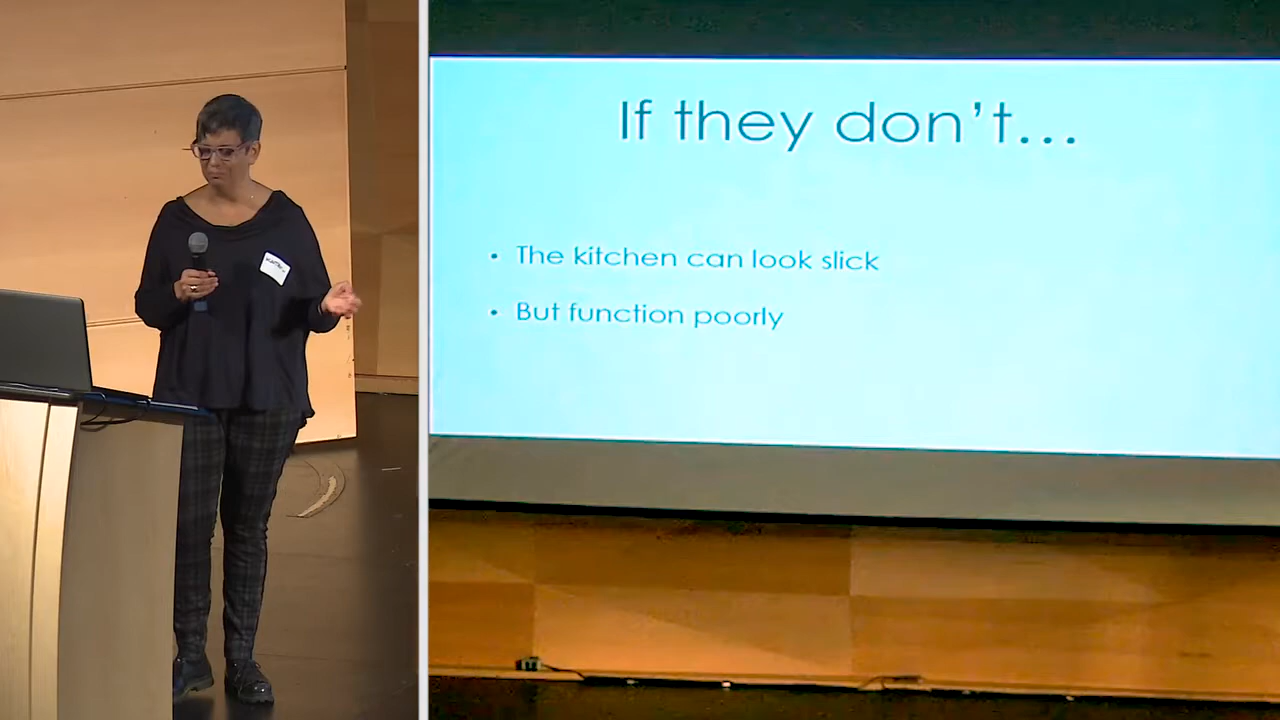 If they don’t...
• The kitchen can look slick
• But function poorly